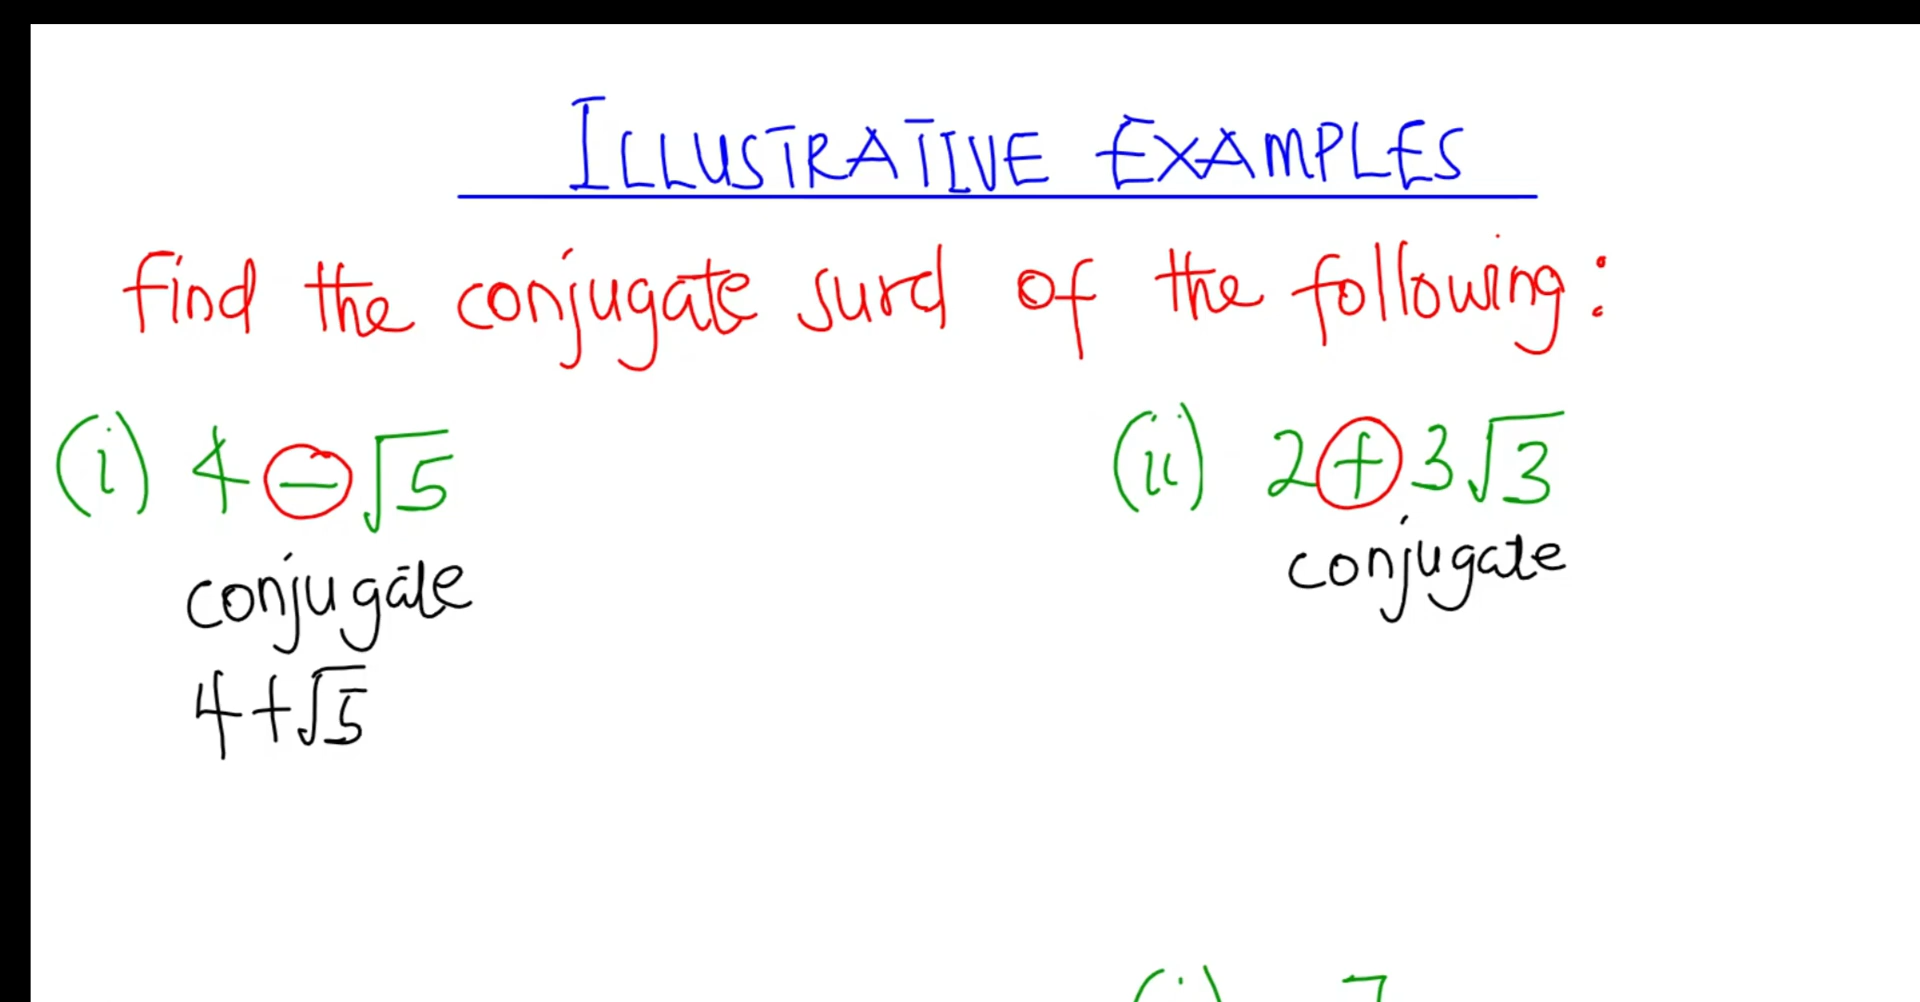 ILLUSTRATIVE EXAMPLES
find the conjugate surd of the following:
(i) 4 - √5 (ii) 2 + 3√3
conjugate conjugate
4+√5